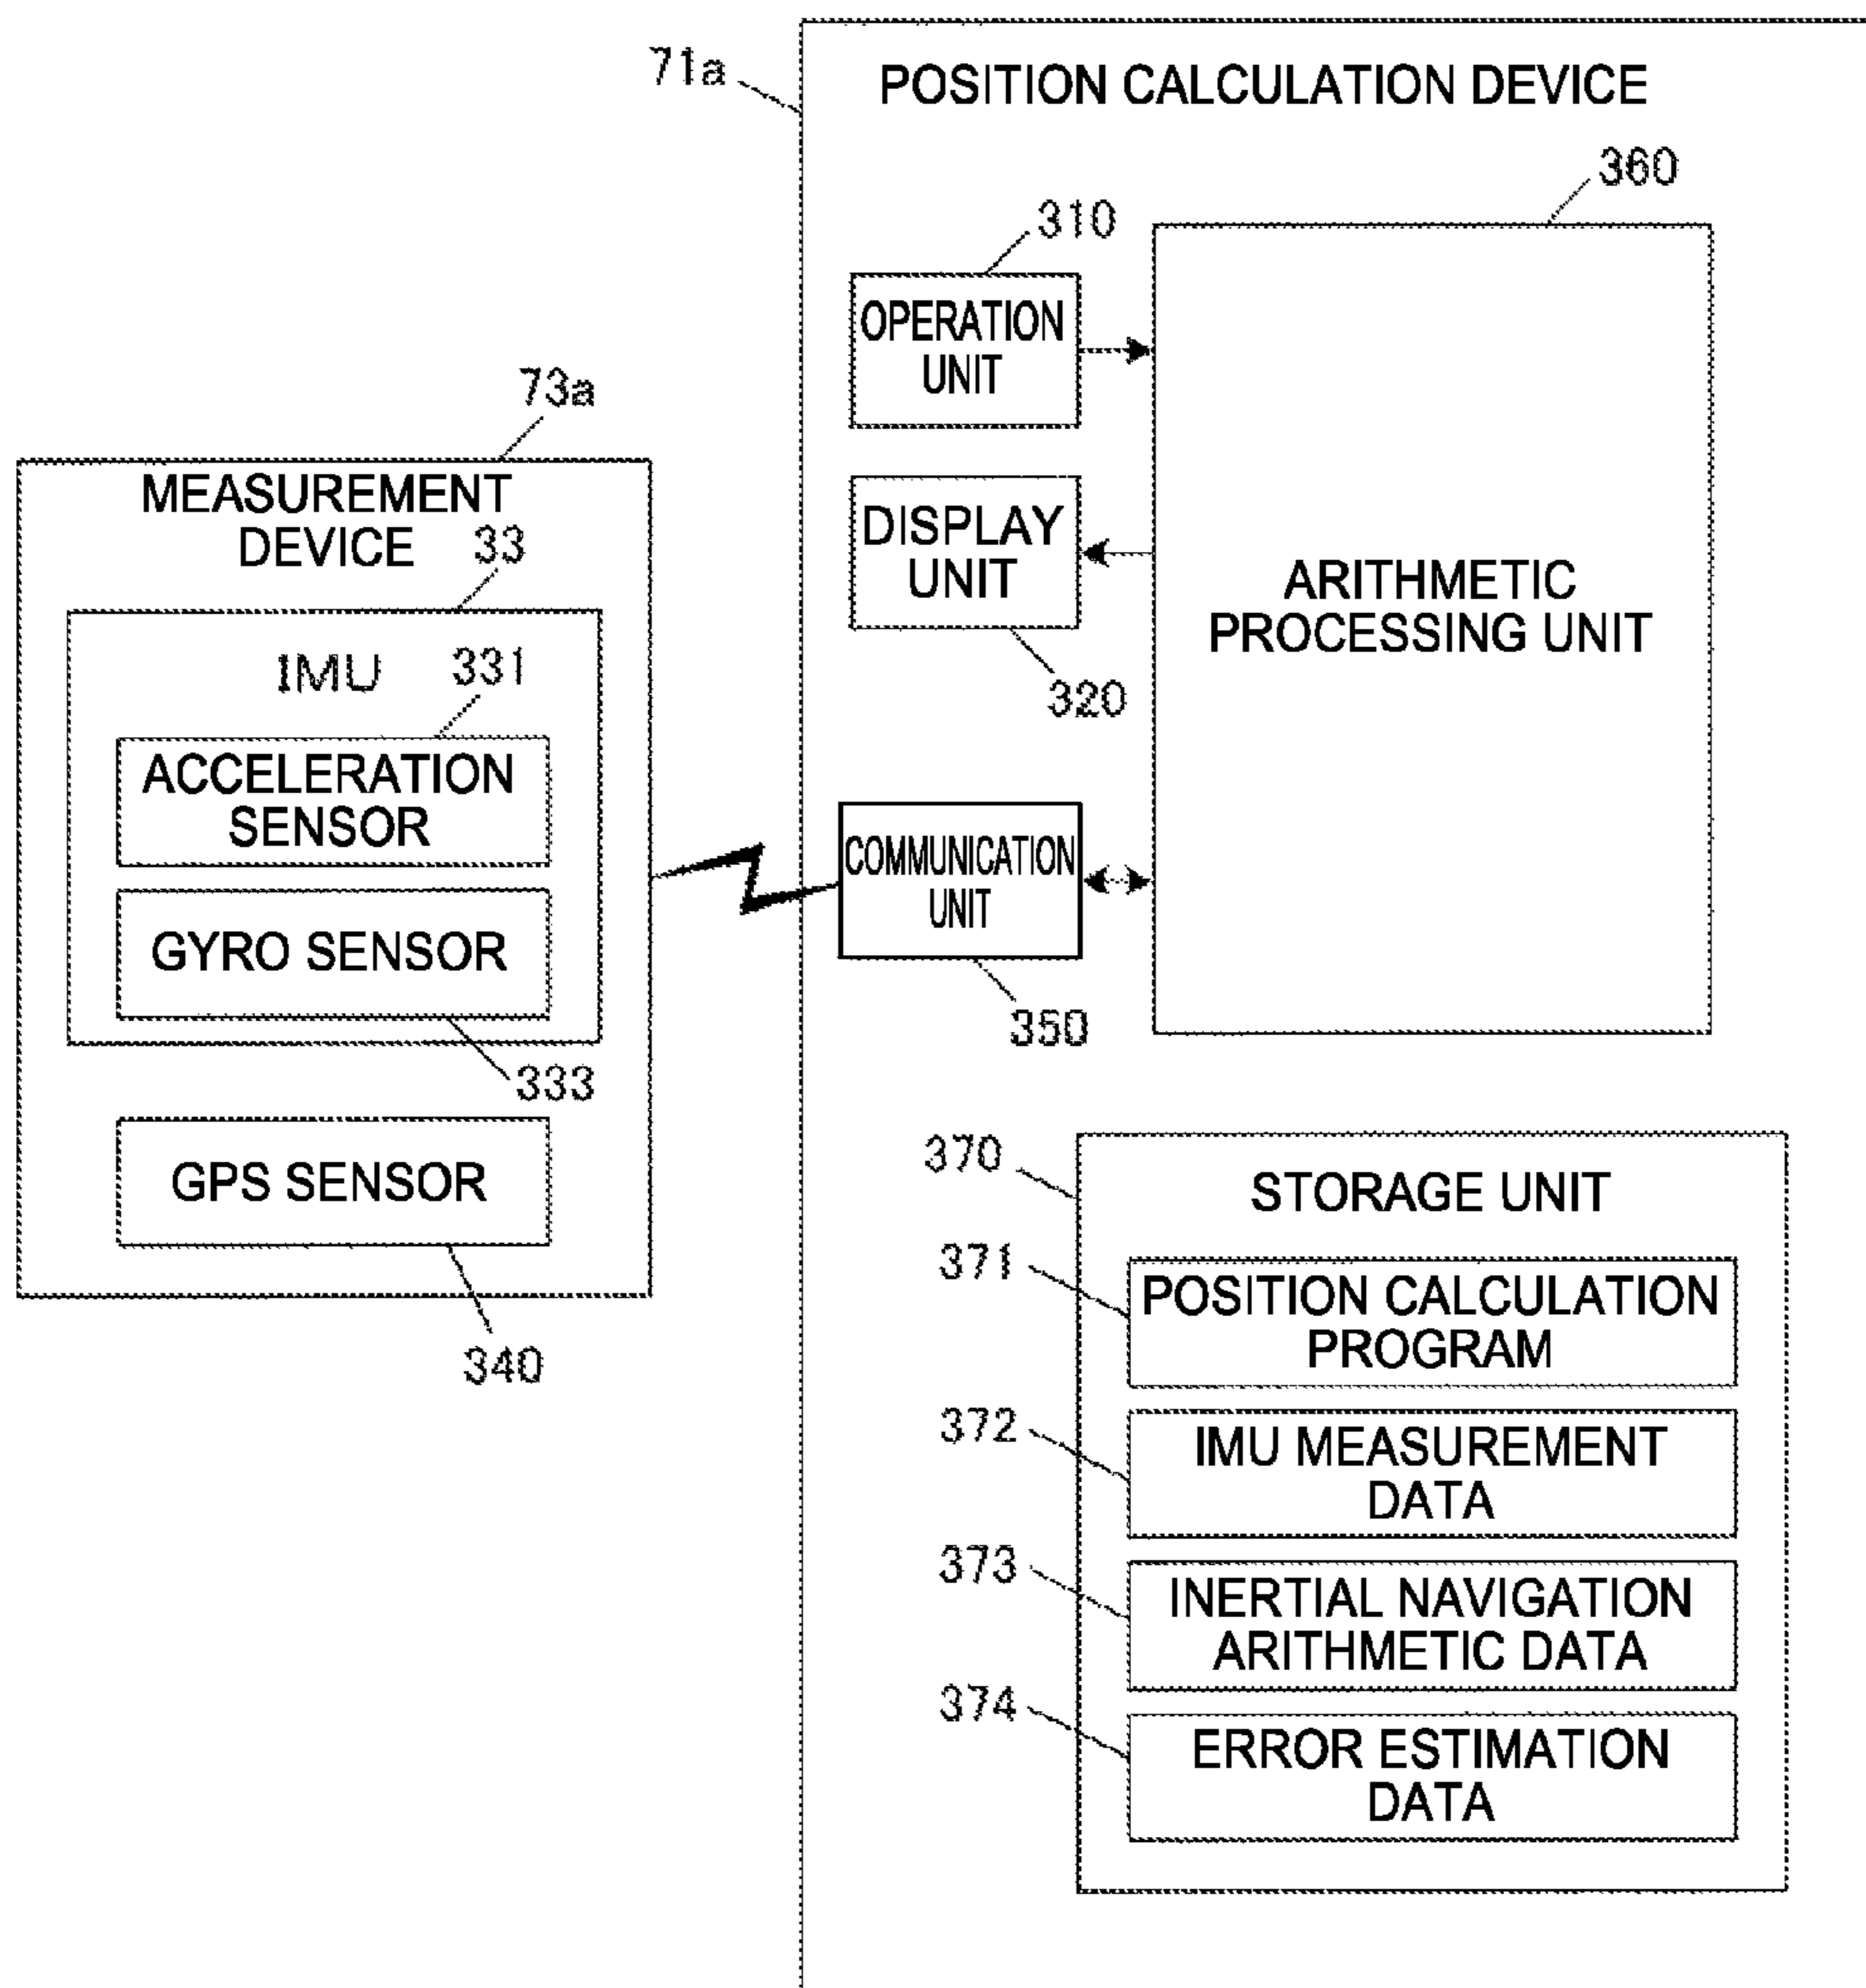 71a
POSITION CALCULATION DEVICE
360
310
OPERATION
UNIT
73a
MEASUREMENT
DEVICE
33
DISPLAY
UNIT
ARITHMETIC
PROCESSING UNIT
IMU
331
320
ACCELERATION
SENSOR
COMMUNICATION
UNIT
GYRO SENSOR
350
333
GPS SENSOR
340
370
STORAGE UNIT
371
POSITION CALCULATION
PROGRAM
372
IMU MEASUREMENT
DATA
373
INERTIAL NAVIGATION
ARITHMETIC DATA
374
ERROR ESTIMATION
DATA